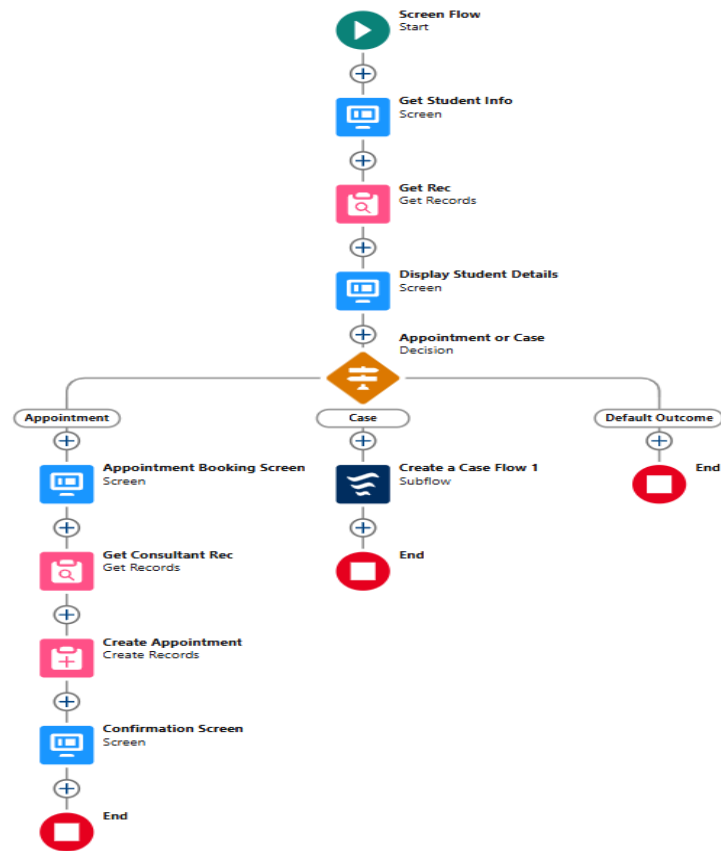 Screen Flow
Start
Get Student Info
Screen
Get Rec
Get Records
Display Student Details
Screen
Appointment or Case
Decision
Appointment
Case
Default Outcome
Appointment Booking Screen
Screen
Create a Case Flow 1
Subflow
End
Get Consultant Rec
Get Records
End
Create Appointment
Create Records
Confirmation Screen
Screen
End